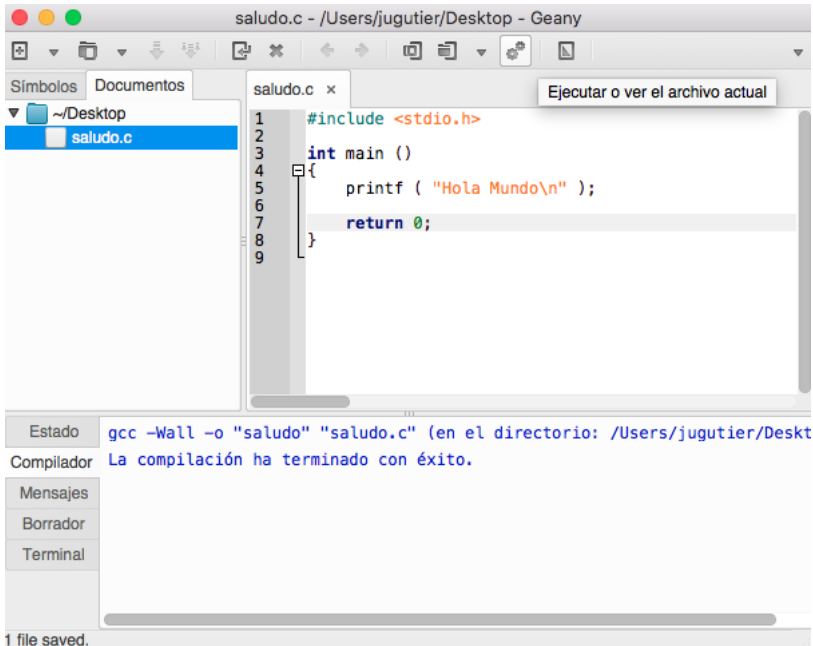 saludo.c - /Users/jugutier/Desktop - Geany
Símbolos Documentos
saludo.c ×
Ejecutar o ver el archivo actual
~/Desktop
saludo.c
1 #include <stdio.h>
2
3 int main ()
4 {
5 printf ( "Hola Mundo\n" );
6
7 return 0;
8 }
9
Estado
gcc -Wall -o "saludo" "saludo.c" (en el directorio: /Users/jugutier/Deskt
Compilador
La compilación ha terminado con éxito.
Mensajes
Borrador
Terminal
1 file saved.